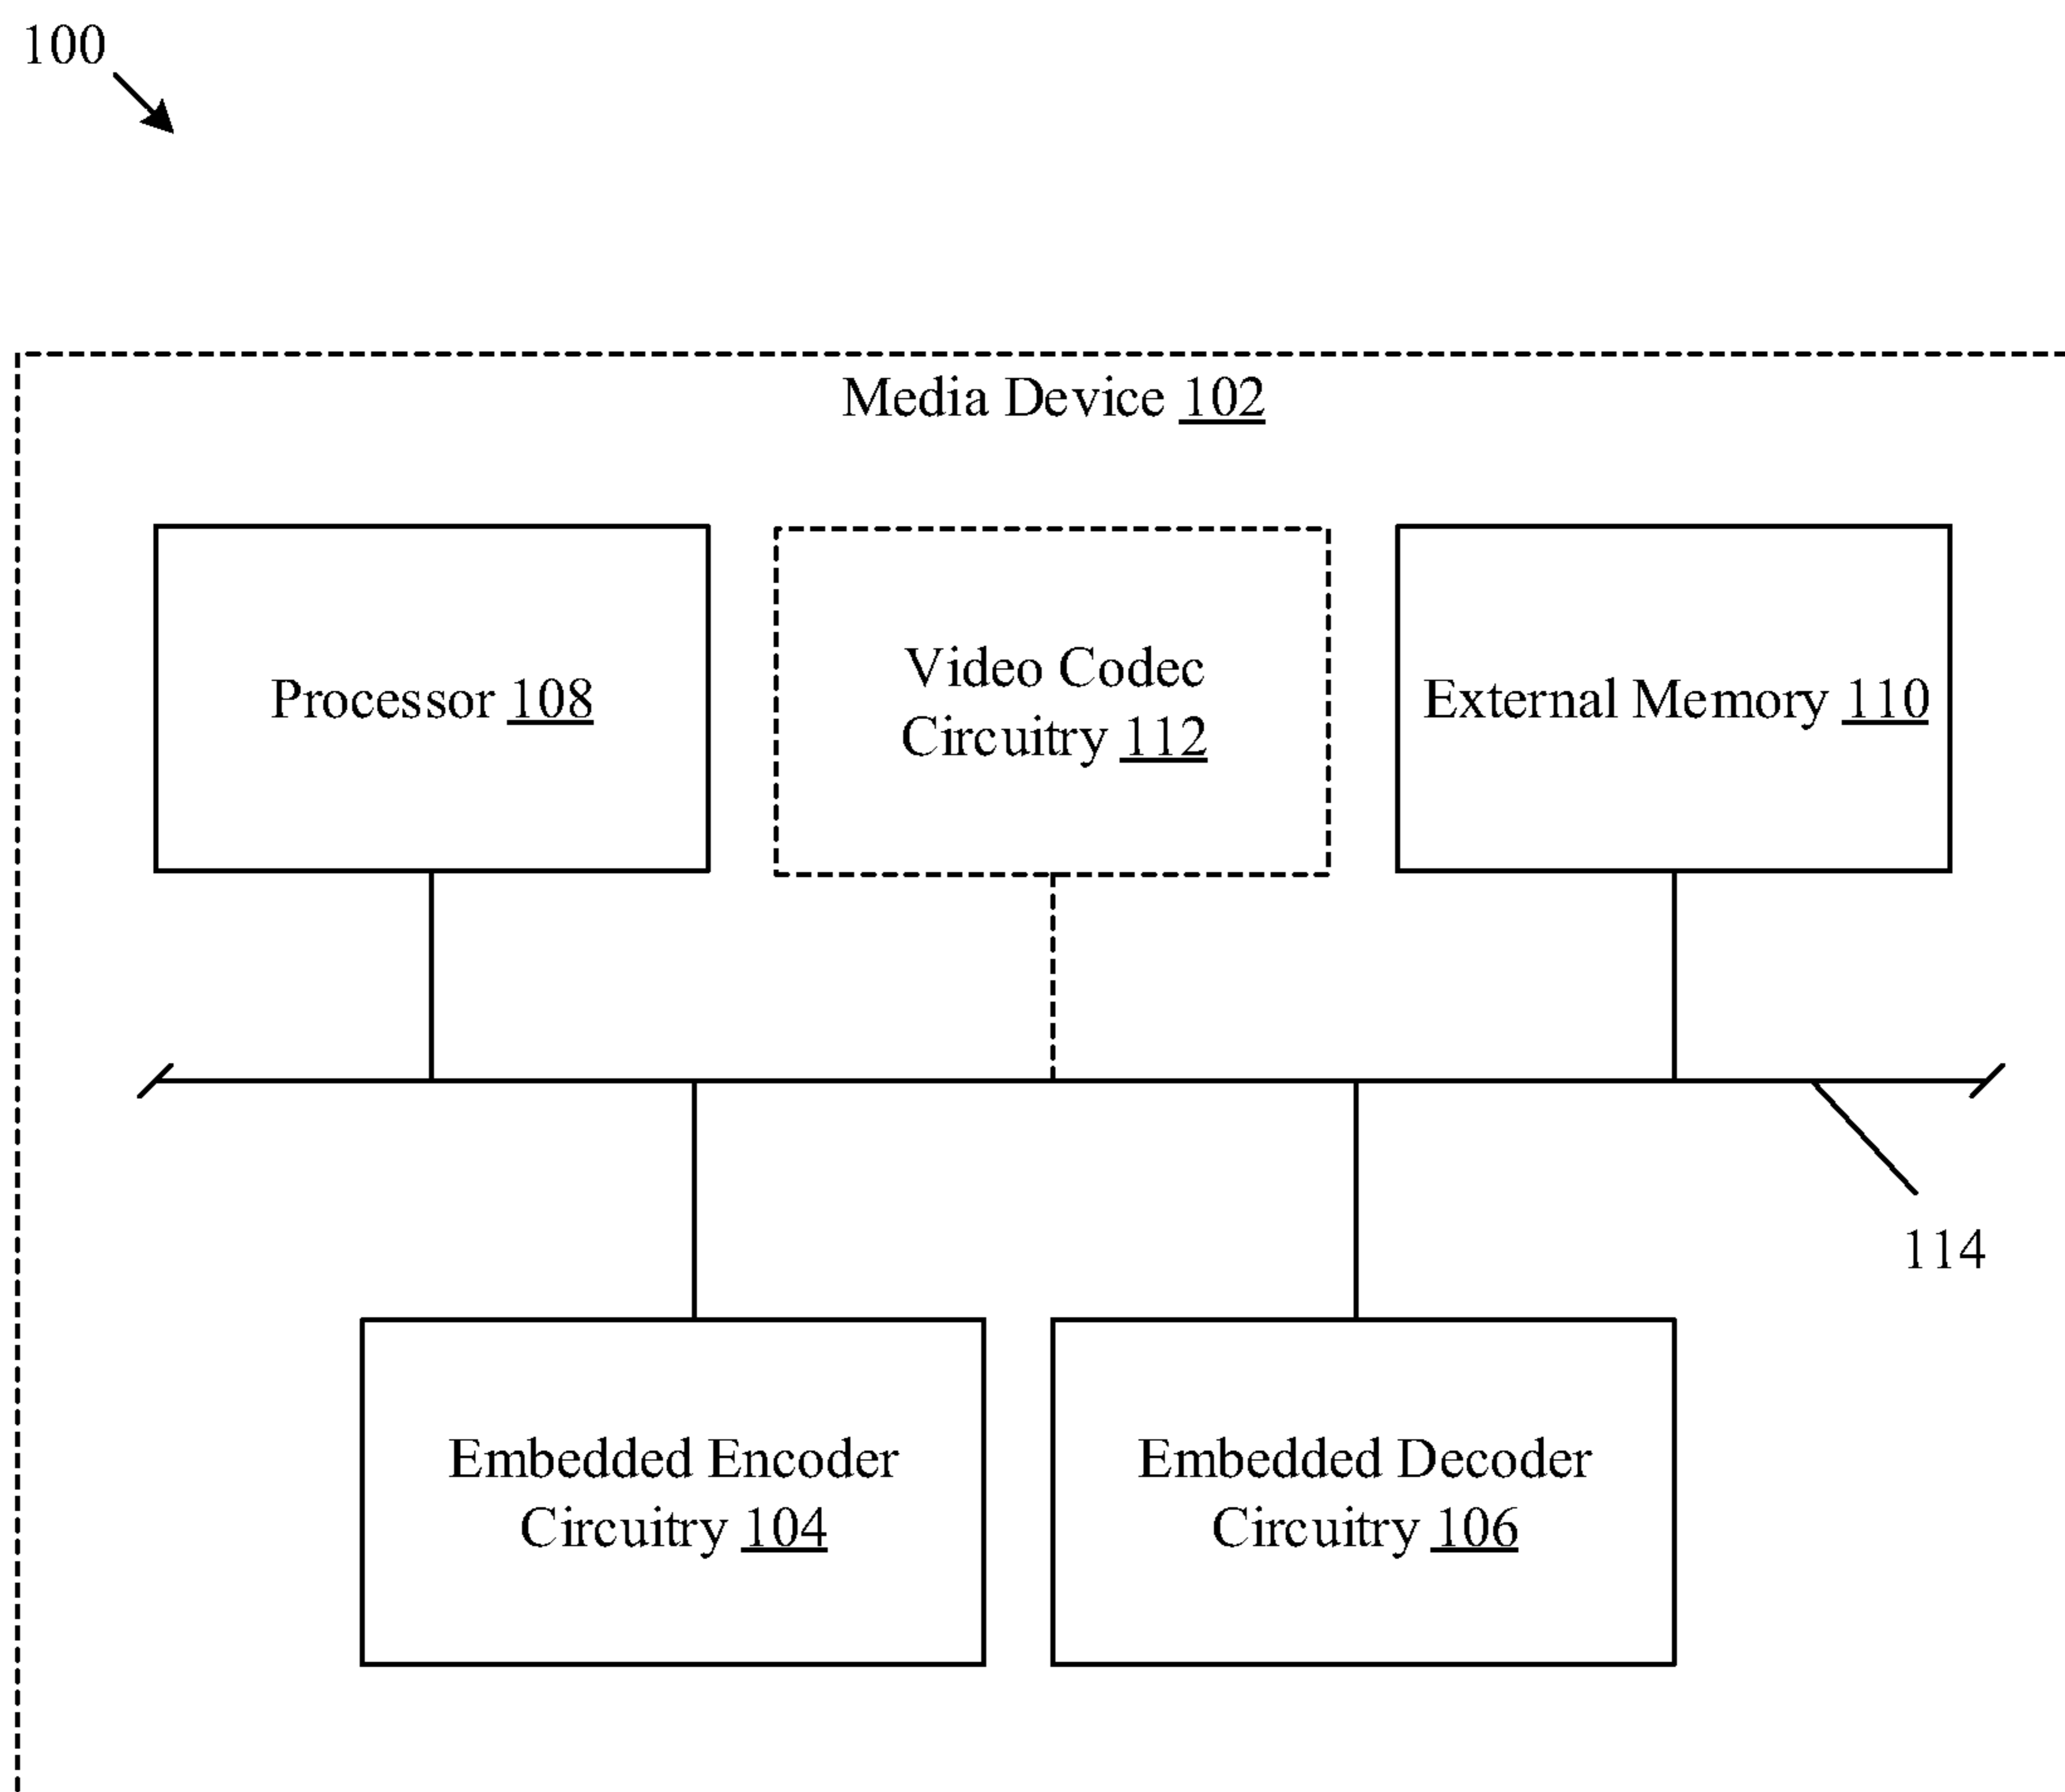 100
Media Device 102
Processor 108
Video Codec
Circuitry 112
External Memory 110
114
Embedded Encoder
Circuitry 104
Embedded Decoder
Circuitry 106